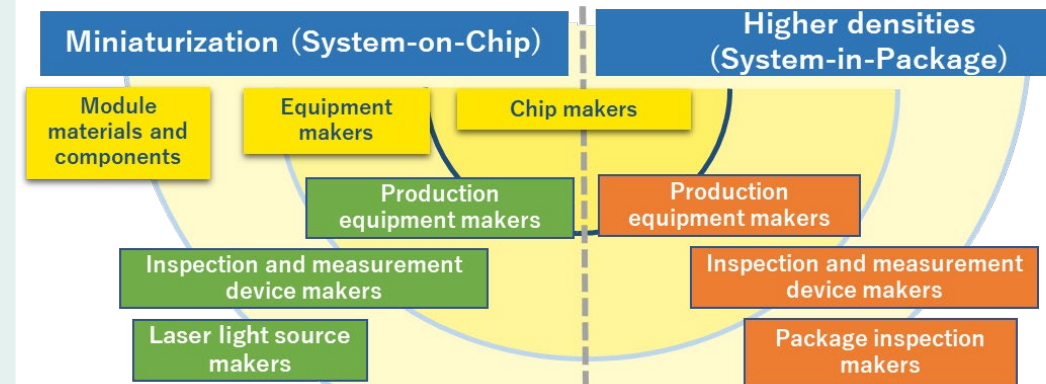 Miniaturization (System-on-Chip)
Higher densities
(System-in-Package)
Module
materials and
components
Equipment
makers
Chip makers
Production
equipment makers
Production
equipment makers
Inspection and measurement
device makers
Inspection and measurement
device makers
Laser light source
makers
Package inspection
makers